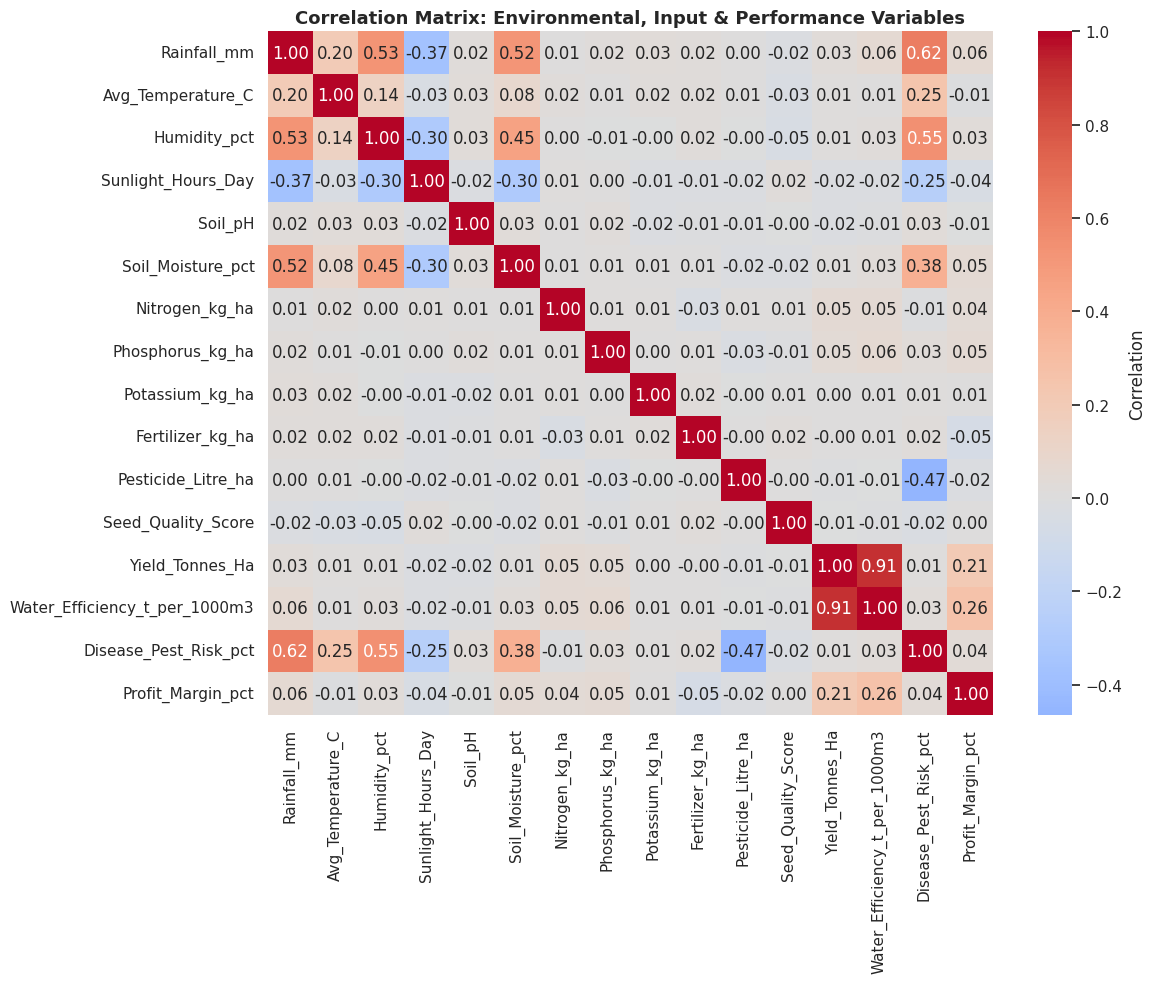 Correlation Matrix: Environmental, Input & Performance Variables
Rainfall_mm 1.00 0.20 0.53 -0.37 0.02 0.52 0.01 0.02 0.03 0.02 0.00 -0.02 0.03 0.06 0.62 0.06
Avg_Temperature_C 0.20 1.00 0.14 -0.03 0.03 0.08 0.02 0.01 0.02 0.02 0.01 -0.03 0.01 0.01 0.25 -0.01
Humidity_pct 0.53 0.14 1.00 -0.30 0.03 0.45 0.00 -0.01 -0.00 0.02 -0.00 -0.05 0.01 0.03 0.55 0.03
Sunlight_Hours_Day -0.37 -0.03 -0.30 1.00 -0.02 -0.30 0.01 0.00 -0.01 -0.01 -0.02 0.02 -0.02 -0.02 -0.25 -0.04
Soil_pH 0.02 0.03 0.03 -0.02 1.00 0.03 0.01 0.02 -0.02 -0.01 -0.01 -0.00 -0.02 -0.01 0.03 -0.01
Soil_Moisture_pct 0.52 0.08 0.45 -0.30 0.03 1.00 0.01 0.01 0.01 0.01 -0.02 -0.02 0.01 0.03 0.38 0.05
Nitrogen_kg_ha 0.01 0.02 0.00 0.01 0.01 0.01 1.00 0.01 0.01 -0.03 0.01 0.01 0.05 0.05 -0.01 0.04
Phosphorus_kg_ha 0.02 0.01 -0.01 0.00 0.02 0.01 0.01 1.00 0.00 0.01 -0.03 -0.01 0.05 0.06 0.03 0.05
Potassium_kg_ha 0.03 0.02 -0.00 -0.01 -0.02 0.01 0.01 0.00 1.00 0.02 -0.00 0.01 0.00 0.01 0.01 0.01
Fertilizer_kg_ha 0.02 0.02 0.02 -0.01 -0.01 0.01 -0.03 0.01 0.02 1.00 -0.00 0.02 -0.00 0.01 0.02 -0.05
Pesticide_Litre_ha 0.00 0.01 -0.00 -0.02 -0.01 -0.02 0.01 -0.03 -0.00 -0.00 1.00 -0.00 -0.01 -0.01 -0.47 -0.02
Seed_Quality_Score -0.02 -0.03 -0.05 0.02 -0.00 -0.02 0.01 -0.01 0.01 0.02 -0.00 1.00 -0.01 -0.01 -0.02 0.00
Yield_Tonnes_Ha 0.03 0.01 0.01 -0.02 -0.02 0.01 0.05 0.05 0.00 -0.00 -0.01 -0.01 1.00 0.91 0.01 0.21
Water_Efficiency_t_per_1000m3 0.06 0.01 0.03 -0.02 -0.01 0.03 0.05 0.06 0.01 0.01 -0.01 -0.01 0.91 1.00 0.03 0.26
Disease_Pest_Risk_pct 0.62 0.25 0.55 -0.25 0.03 0.38 -0.01 0.03 0.01 0.02 -0.47 -0.02 0.01 0.03 1.00 0.04
Profit_Margin_pct 0.06 -0.01 0.03 -0.04 -0.01 0.05 0.04 0.05 0.01 -0.05 -0.02 0.00 0.21 0.26 0.04 1.00
Rainfall_mm
Avg_Temperature_C
Humidity_pct
Sunlight_Hours_Day
Soil_pH
Soil_Moisture_pct
Nitrogen_kg_ha
Phosphorus_kg_ha
Potassium_kg_ha
Fertilizer_kg_ha
Pesticide_Litre_ha
Seed_Quality_Score
Yield_Tonnes_Ha
Water_Efficiency_t_per_1000m3
Disease_Pest_Risk_pct
Profit_Margin_pct
1.0
0.8
0.6
0.4
0.2
0.0
−0.2
−0.4
Correlation